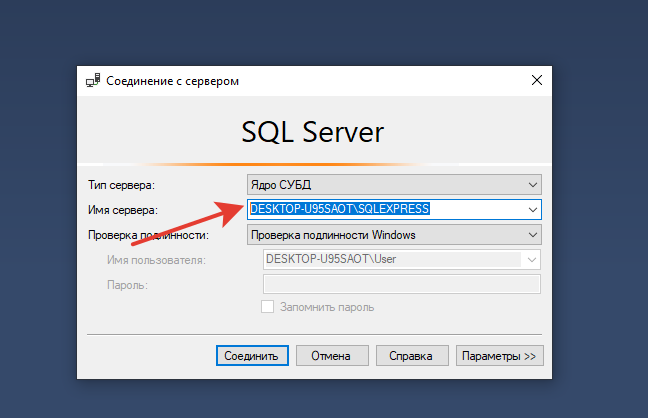 Соединение с сервером
SQL Server
Тип сервера: Ядро СУБД
Имя сервера: DESKTOP-U95SAOT\SQLEXPRESS
Проверка подлинности: Проверка подлинности Windows
Имя пользователя: DESKTOP-U95SAOT\User
Пароль:
Запомнить пароль
Соединить Отмена Справка Параметры >>